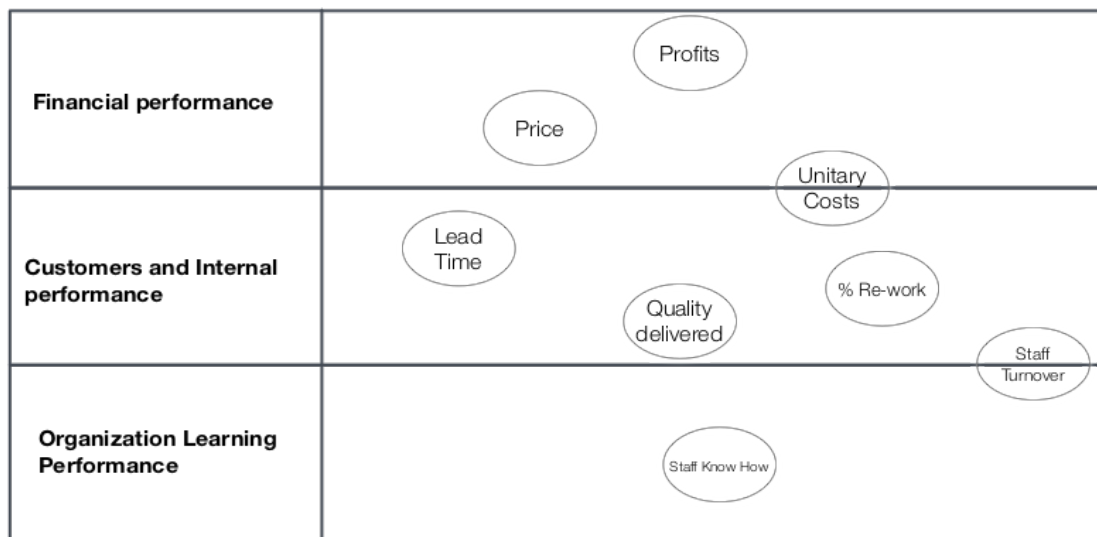 Financial performance
Profits
Price
Unitary
Costs
Customers and Internal
performance
Lead
Time
Quality
delivered
% Re-work
Staff
Turnover
Organization Learning
Performance
Staff Know How